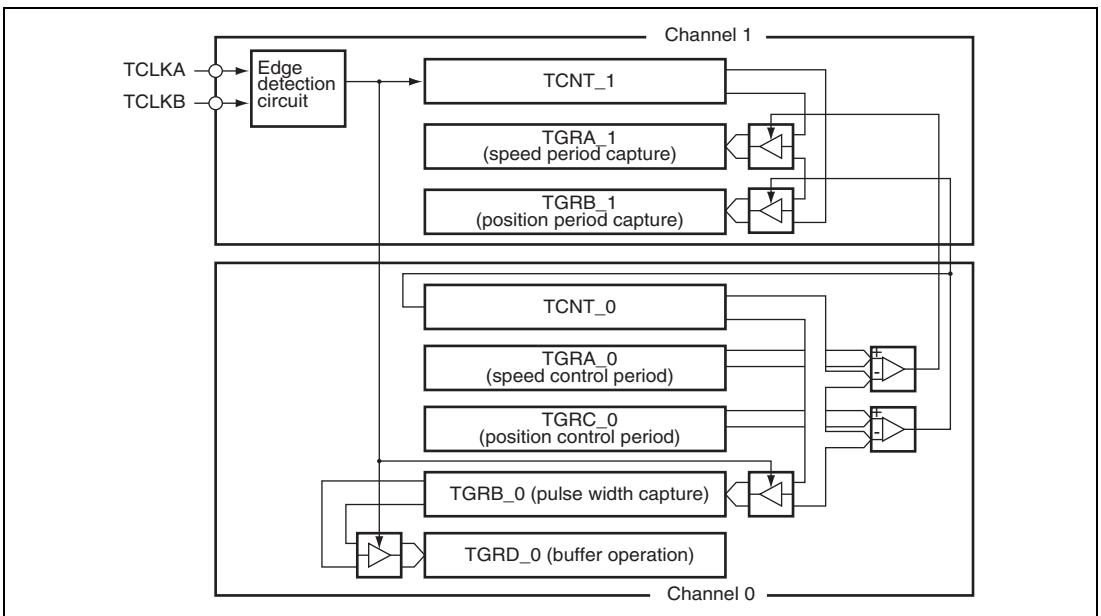 Channel 1
TCLKA
TCLKB
Edge
detection
circuit
TCNT_1
TGRA_1
(speed period capture)
TGRB_1
(position period capture)
TCNT_0
TGRA_0
(speed control period)
+
-
TGRC_0
(position control period)
+
-
TGRB_0 (pulse width capture)
TGRD_0 (buffer operation)
Channel 0